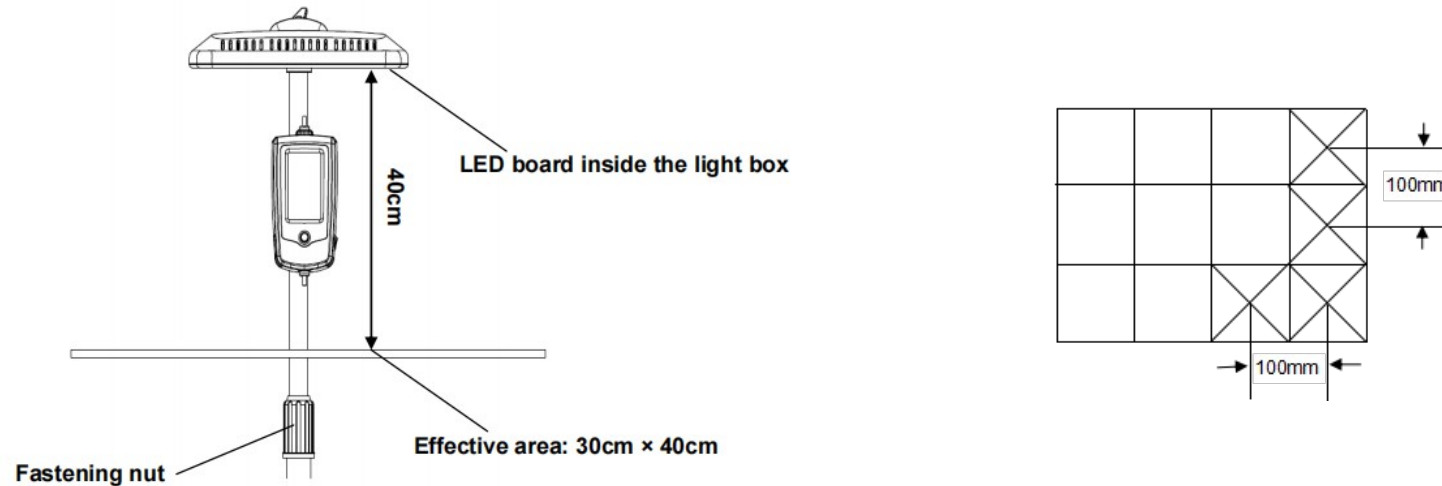 LED board inside the light box
40cm
Effective area: 30cm × 40cm
Fastening nut
100mm
100mm